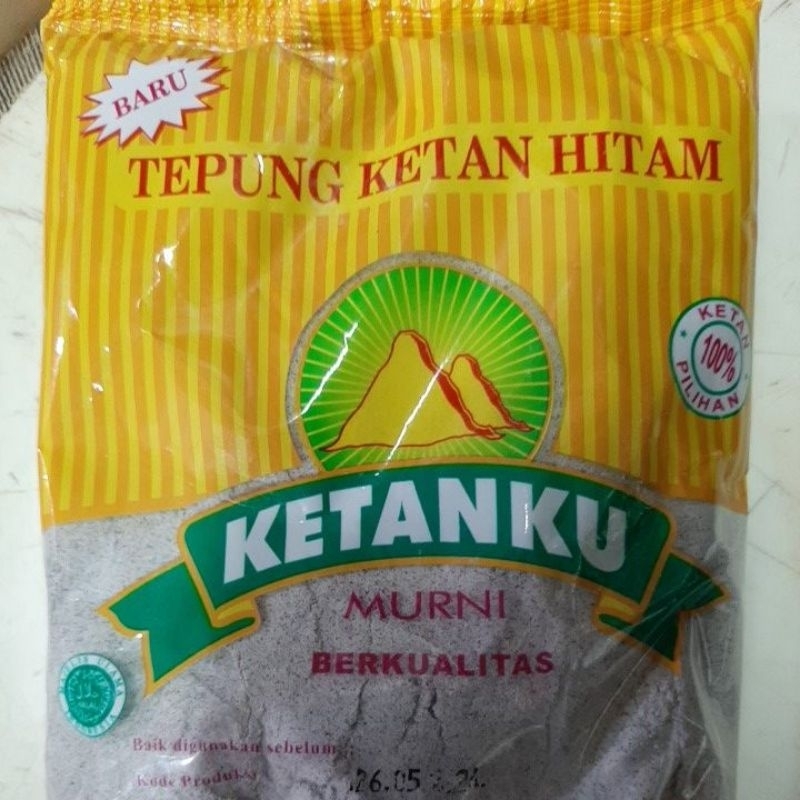 BARU
TEPUNG KETAN HITAM
KETAN
100%
PILIHAN
KETANKU
MURNI
BERKUALITAS
Baik digunakan sebelum :
Kode Produksi